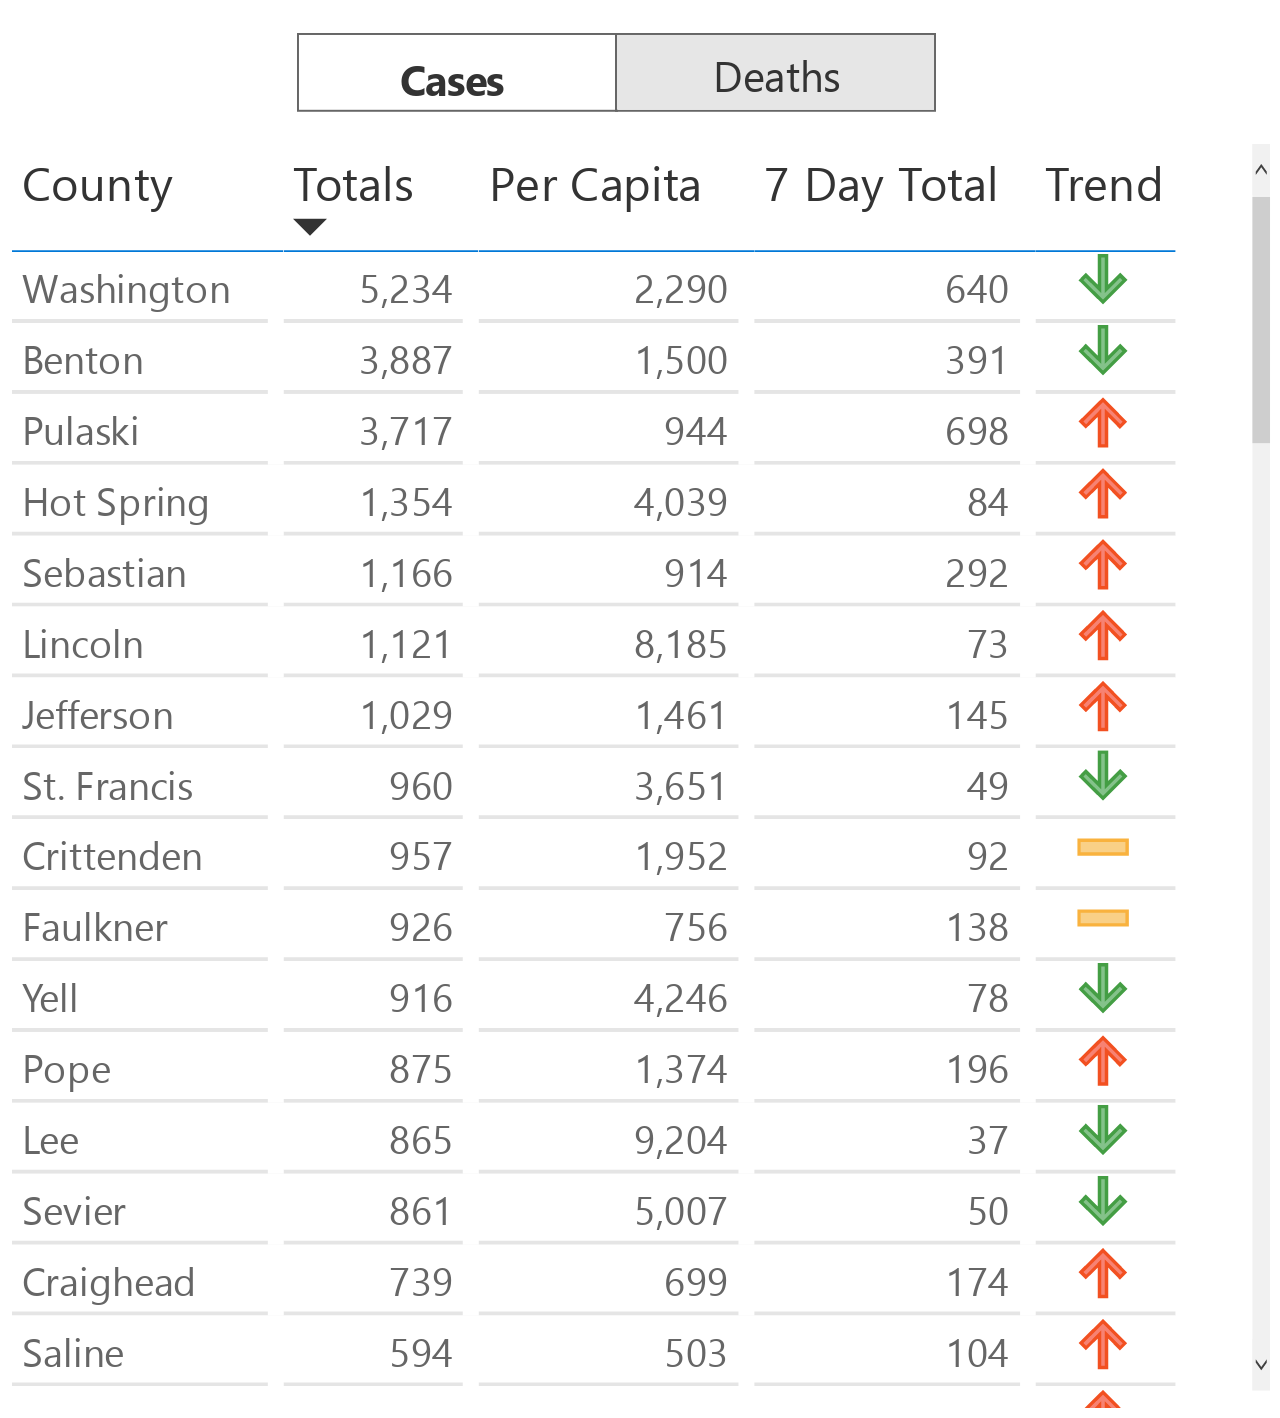 Cases Deaths
County Totals Per Capita 7 Day Total Trend
Washington 5,234 2,290 640
Benton 3,887 1,500 391
Pulaski 3,717 944 698
Hot Spring 1,354 4,039 84
Sebastian 1,166 914 292
Lincoln 1,121 8,185 73
Jefferson 1,029 1,461 145
St. Francis 960 3,651 49
Crittenden 957 1,952 92
Faulkner 926 756 138
Yell 916 4,246 78
Pope 875 1,374 196
Lee 865 9,204 37
Sevier 861 5,007 50
Craighead 739 699 174
Saline 594 503 104